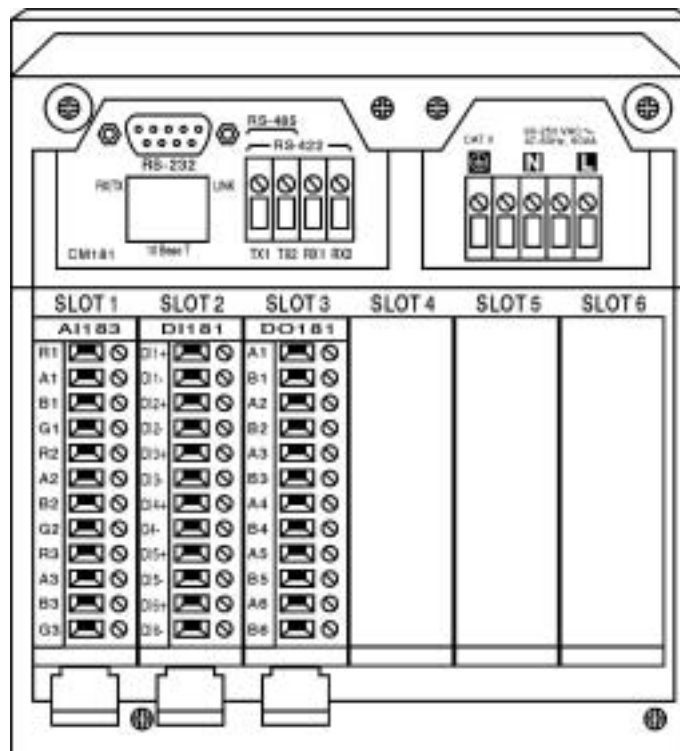 RS-485
RS-422
RS-232
RX/TX
LINK
10 Base T
CM181
TX1 TB2 RX1 RX2
CAT II
N
L
SLOT 1 SLOT 2 SLOT 3 SLOT 4 SLOT 5 SLOT 6
AI183 DI181 DO181
R1 DI1+ A1
A1 DI1- B1
B1 DI2+ A2
G1 DI2- B2
R2 DI3+ A3
A2 DI3- B3
B2 DI4+ A4
G2 B4
R3 DI5+ A5
A3 DI5- B5
B3 DI6+ A6
G3 DI6- B6